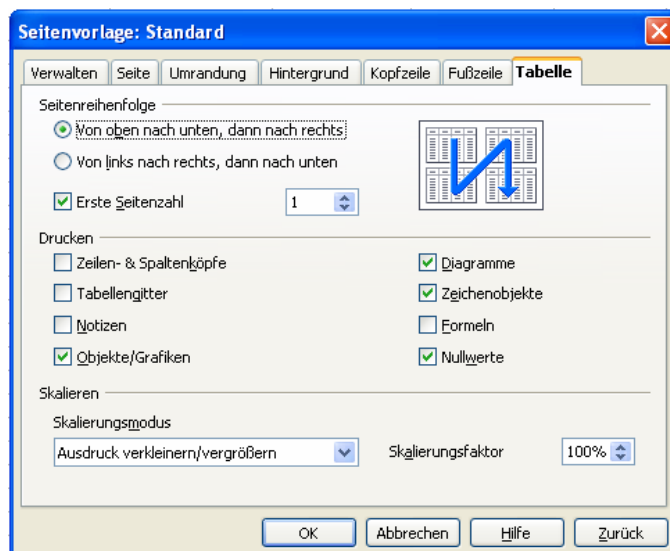 Seitenvorlage: Standard
Verwalten Seite Umrandung Hintergrund Kopfzeile Fußzeile Tabelle
Seitenreihenfolge
Von oben nach unten, dann nach rechts
Von links nach rechts, dann nach unten
Erste Seitenzahl 1
Drucken
Zeilen- & Spaltenköpfe Diagramme
Tabellengitter Zeichenobjekte
Notizen Formeln
Objekte/Grafiken Nullwerte
Skalieren
Skalierungsmodus
Ausdruck verkleinern/vergrößern Skalierungsfaktor 100%
OK Abbrechen Hilfe Zurück